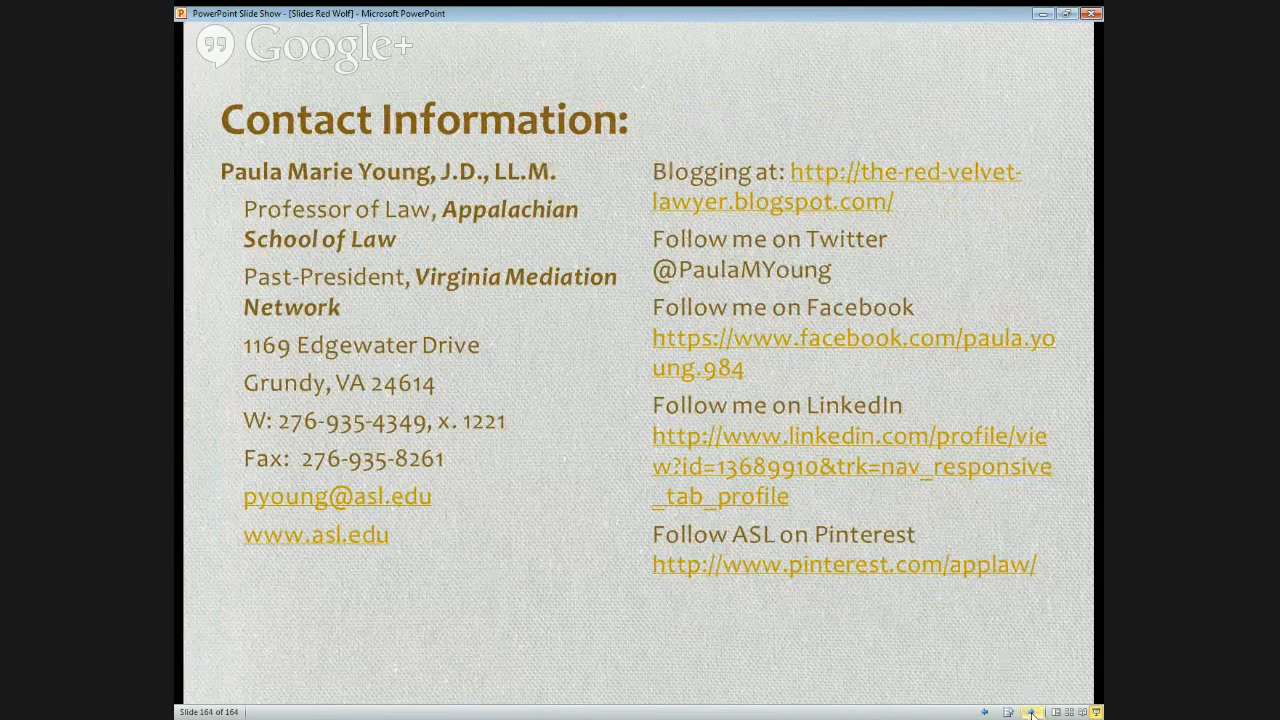 PowerPoint Slide Show - [Slides Red Wolf] - Microsoft PowerPoint
Google+
Contact Information:
Paula Marie Young, J.D., LL.M.
Professor of Law, Appalachian
School of Law
Past-President, Virginia Mediation
Network
1169 Edgewater Drive
Grundy, VA 24614
W: 276-935-4349, x. 1221
Fax: 276-935-8261
pyoung@asl.edu
www.asl.edu
Blogging at: http://the-red-velvet-
lawyer.blogspot.com/
Follow me on Twitter
@PaulaMYoung
Follow me on Facebook
https://www.facebook.com/paula.yo
ung.984
Follow me on LinkedIn
http://www.linkedin.com/profile/vie
w?id=13689910&trk=nav_responsive
_tab_profile
Follow ASL on Pinterest
http://www.pinterest.com/applaw/
Slide 164 of 164